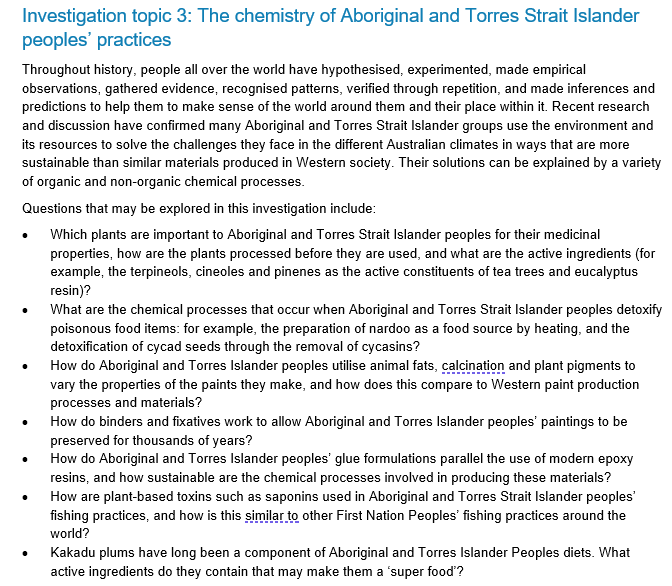 Investigation topic 3: The chemistry of Aboriginal and Torres Strait Islander
peoples’ practices
Throughout history, people all over the world have hypothesised, experimented, made empirical
observations, gathered evidence, recognised patterns, verified through repetition, and made inferences and
predictions to help them to make sense of the world around them and their place within it. Recent research
and discussion have confirmed many Aboriginal and Torres Strait Islander groups use the environment and
its resources to solve the challenges they face in the different Australian climates in ways that are more
sustainable than similar materials produced in Western society. Their solutions can be explained by a variety
of organic and non-organic chemical processes.
Questions that may be explored in this investigation include:
• Which plants are important to Aboriginal and Torres Strait Islander peoples for their medicinal
properties, how are the plants processed before they are used, and what are the active ingredients (for
example, the terpineols, cineoles and pinenes as the active constituents of tea trees and eucalyptus
resin)?
• What are the chemical processes that occur when Aboriginal and Torres Strait Islander peoples detoxify
poisonous food items: for example, the preparation of nardoo as a food source by heating, and the
detoxification of cycad seeds through the removal of cycasins?
• How do Aboriginal and Torres Strait Islander peoples utilise animal fats, calcination and plant pigments to
vary the properties of the paints they make, and how does this compare to Western paint production
processes and materials?
• How do binders and fixatives work to allow Aboriginal and Torres Islander peoples’ paintings to be
preserved for thousands of years?
• How do Aboriginal and Torres Islander peoples’ glue formulations parallel the use of modern epoxy
resins, and how sustainable are the chemical processes involved in producing these materials?
• How are plant-based toxins such as saponins used in Aboriginal and Torres Strait Islander peoples’
fishing practices, and how is this similar to other First Nation Peoples’ fishing practices around the
world?
• Kakadu plums have long been a component of Aboriginal and Torres Islander Peoples diets. What
active ingredients do they contain that may make them a ‘super food’?